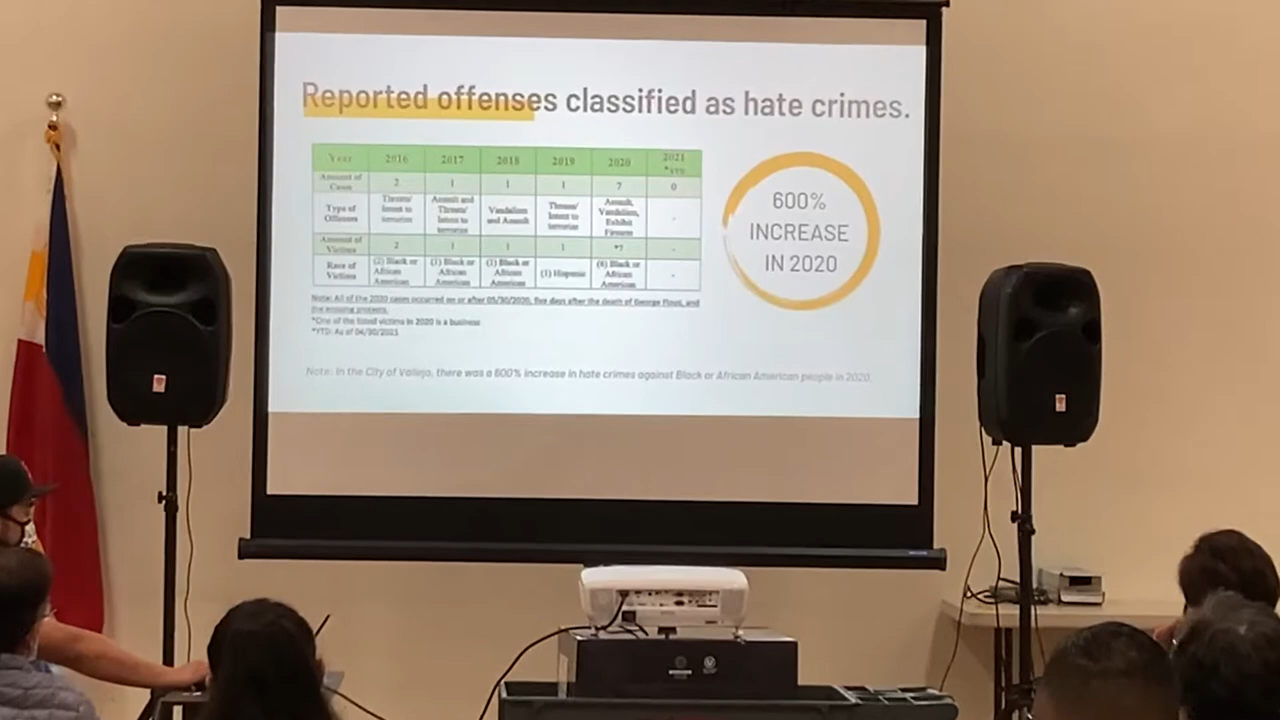 Reported offenses classified as hate crimes.
Year 2016 2017 2018 2019 2020 2021 *YTD
Amount of Cases 2 1 1 1 7 0
Type of Offenses Threats/ Intent to terrorize Assault and Threats/ Intent to terrorize Vandalism and Assault Threats/ Intent to terrorize Assault, Vandalism, Exhibit Firearm -
Amount of Victims 2 1 1 1 *7 -
Race of Victims (2) Black or African American (1) Black or African American (1) Black or African American (1) Hispanic (6) Black or African American -
Note: All of the 2020 cases occurred on or after 05/30/2020, five days after the death of George Floyd, and
the ensuing protests.
*One of the listed victims in 2020 is a business
*YTD: As of 04/30/2021
600%
INCREASE
IN 2020
Note: In the City of Vallejo, there was a 600% increase in hate crimes against Black or African American people in 2020.